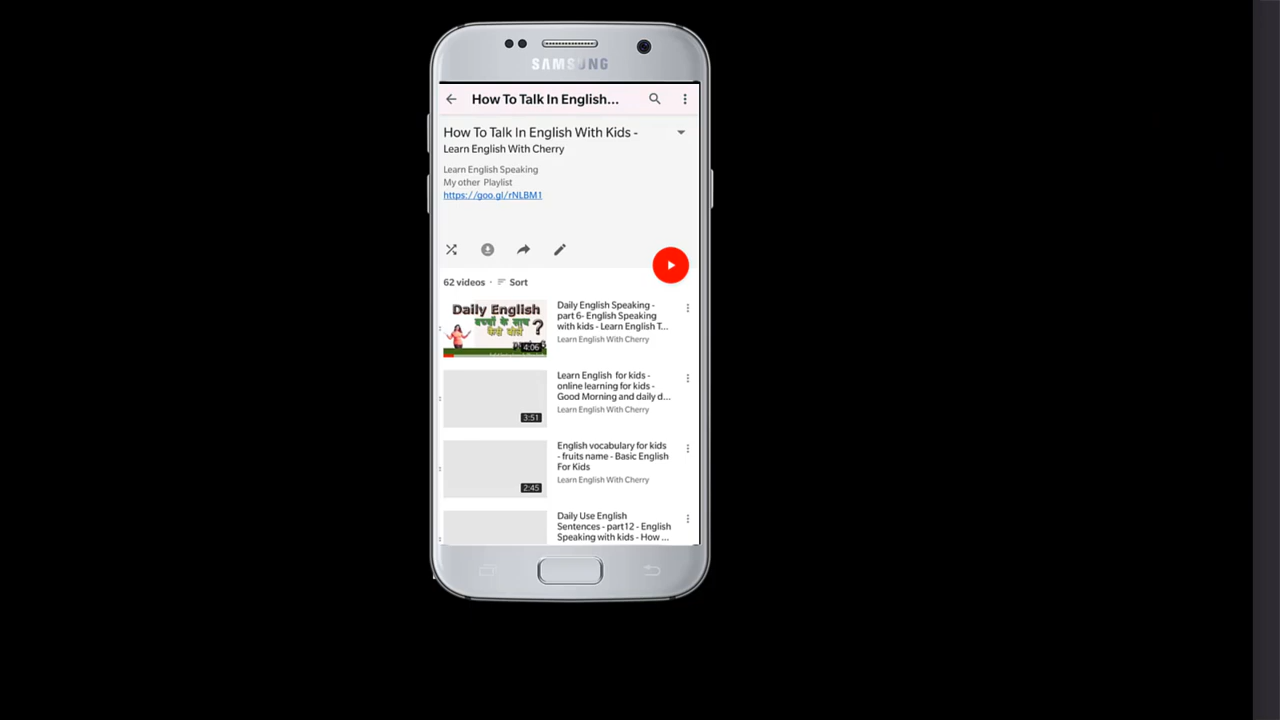 SAMSUNG
How To Talk In English...
How To Talk In English With Kids -
Learn English With Cherry
Learn English Speaking
My other Playlist
https://goo.gl/rNLBM1
62 videos · Sort
Daily English
बच्चों के साथ
कैसे बोलें ?
4:06
Daily English Speaking -
part 6- English Speaking
with kids - Learn English T...
Learn English With Cherry
3:51
Learn English for kids -
online learning for kids -
Good Morning and daily d...
Learn English With Cherry
2:45
English vocabulary for kids
- fruits name - Basic English
For Kids
Learn English With Cherry
Daily Use English
Sentences - part12 - English
Speaking with kids - How ...